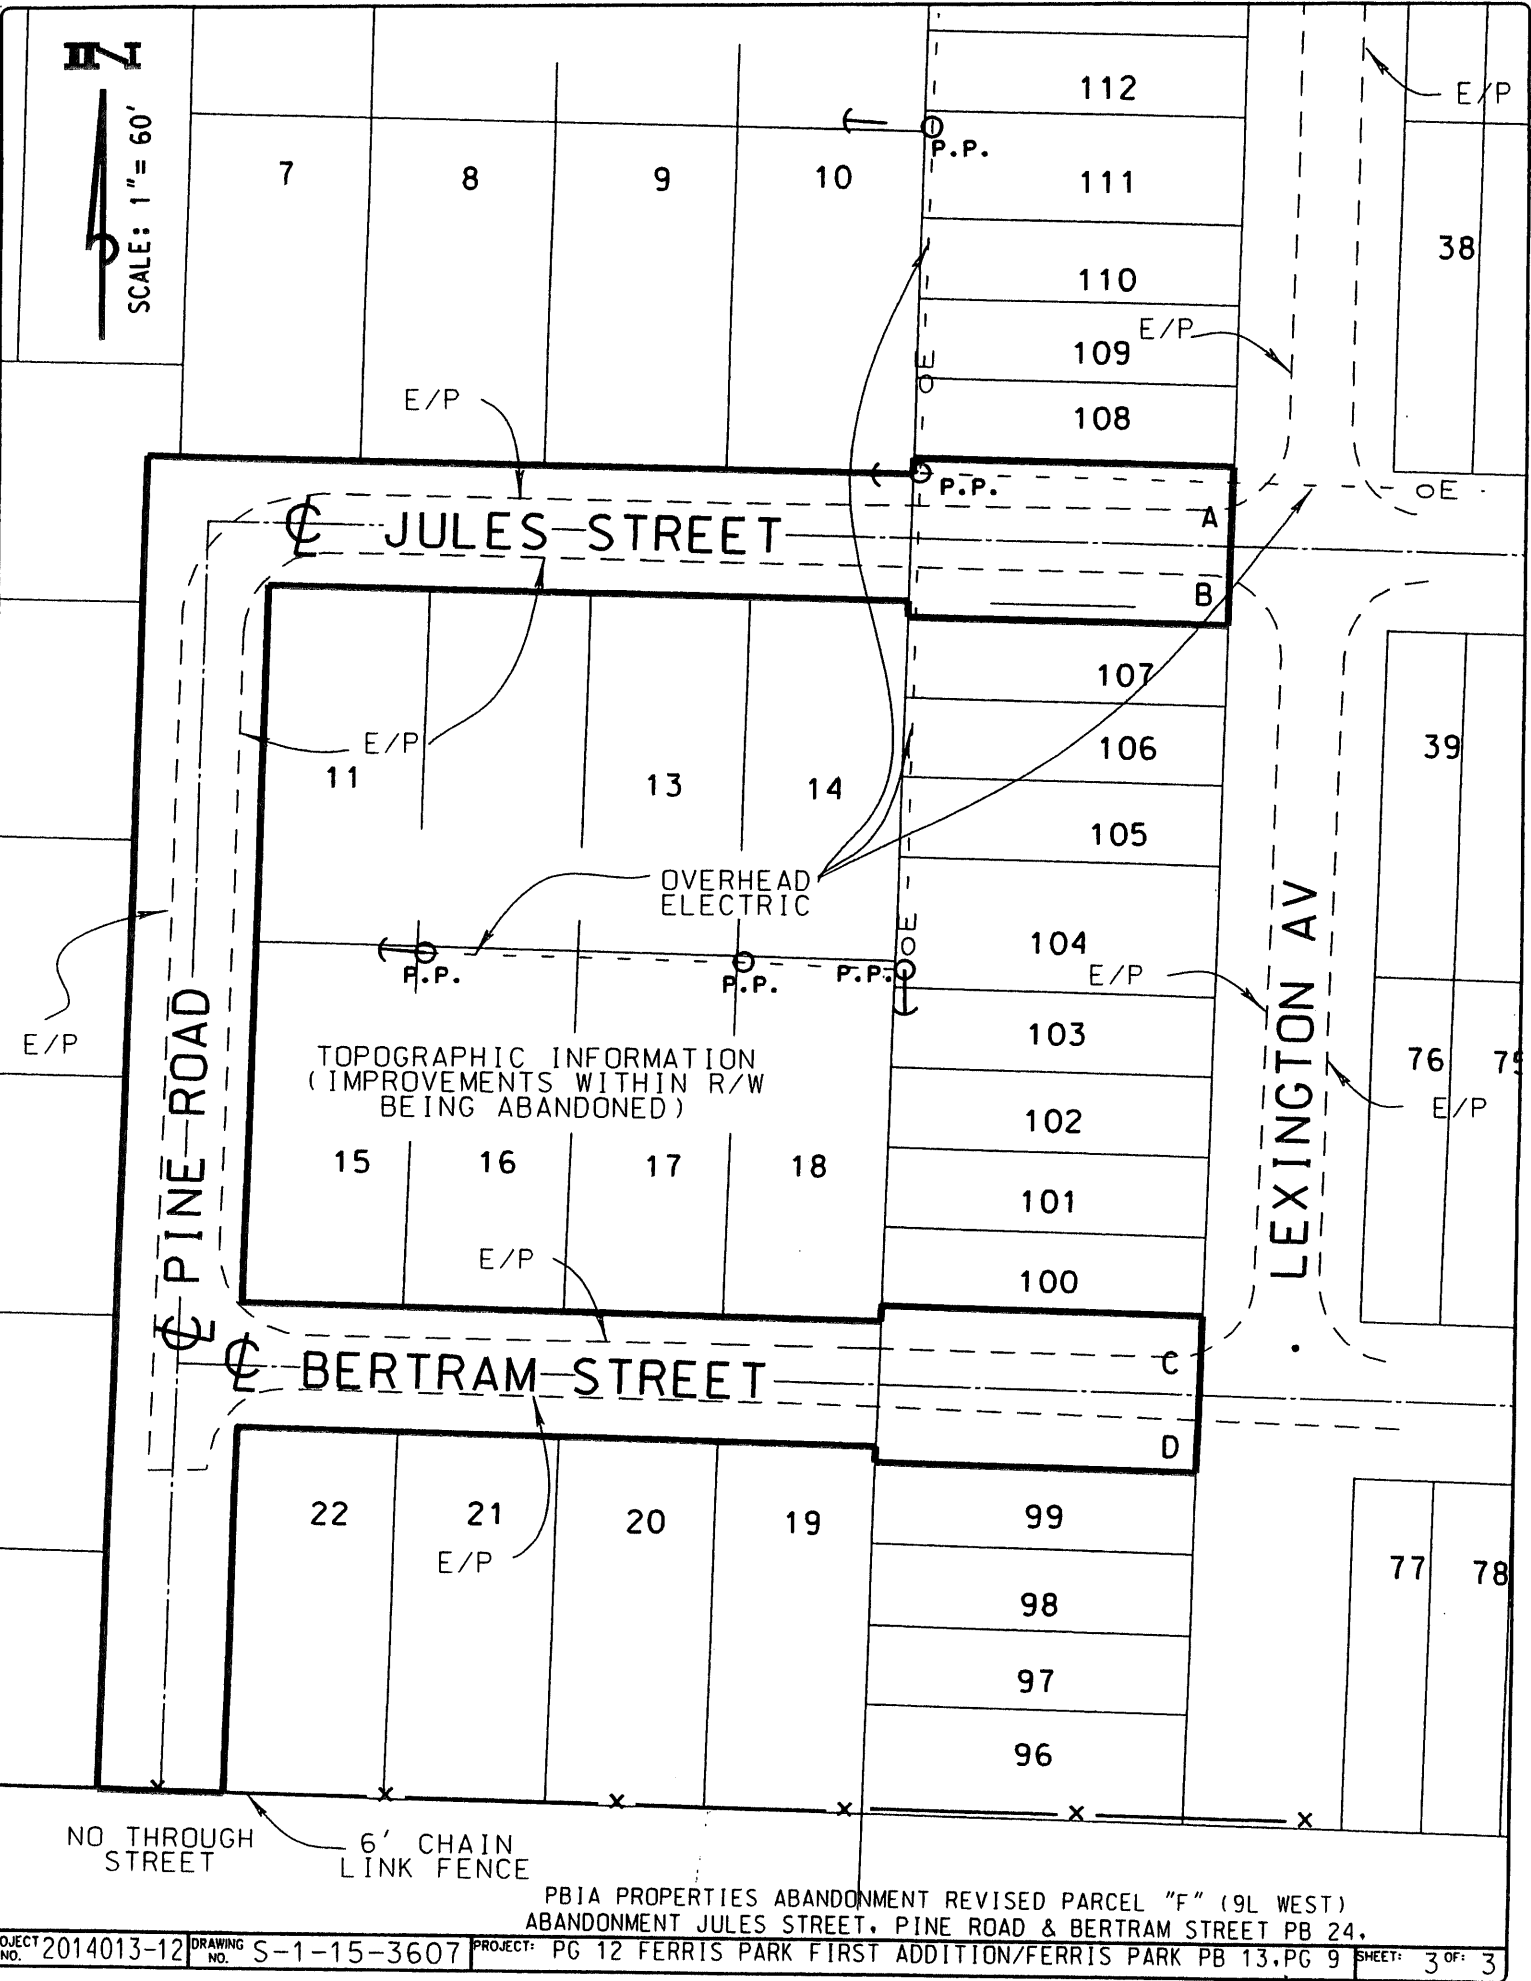 N
SCALE: 1"= 60'
112
E/P
P.P.
7
8
9
10
111
38
110
E/P
109
OE
E/P
108
P.P.
OE
A
JULES STREET
B
107
E/P
106
39
11
13
14
105
OVERHEAD
ELECTRIC
OE
104
P.P.
P.P.
P.P.
E/P
LEXINGTON AV
103
E/P
PINE ROAD
TOPOGRAPHIC INFORMATION
(IMPROVEMENTS WITHIN R/W
BEING ABANDONED)
76
75
E/P
102
15
16
17
18
101
E/P
100
C
BERTRAM STREET
D
22
21
20
19
99
E/P
77
78
98
97
96
NO THROUGH
STREET
6' CHAIN
LINK FENCE
PBIA PROPERTIES ABANDONMENT REVISED PARCEL "F" (9L WEST)
ABANDONMENT JULES STREET, PINE ROAD & BERTRAM STREET PB 24,
OJECT NO. 2014013-12 DRAWING NO. S-1-15-3607 PROJECT: PG 12 FERRIS PARK FIRST ADDITION/FERRIS PARK PB 13,PG 9 SHEET: 3 OF: 3